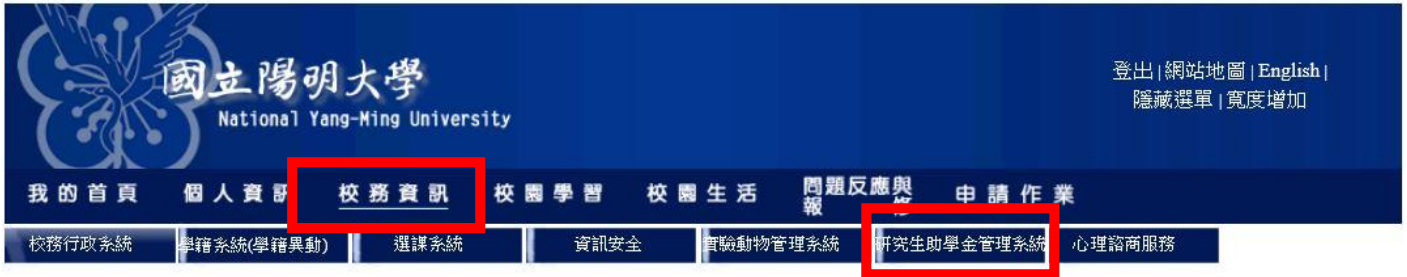 國立陽明大學
National Yang-Ming University
登出|網站地圖|English|
隱藏選單|寬度增加
我的首頁 個人資訊 校務資訊 校園學習 校園生活 問題反應與報修 申請作業
校務行政系統 學籍系統(學籍異動) 選課系統 資訊安全 實驗動物管理系統 研究生助學金管理系統 心理諮商服務